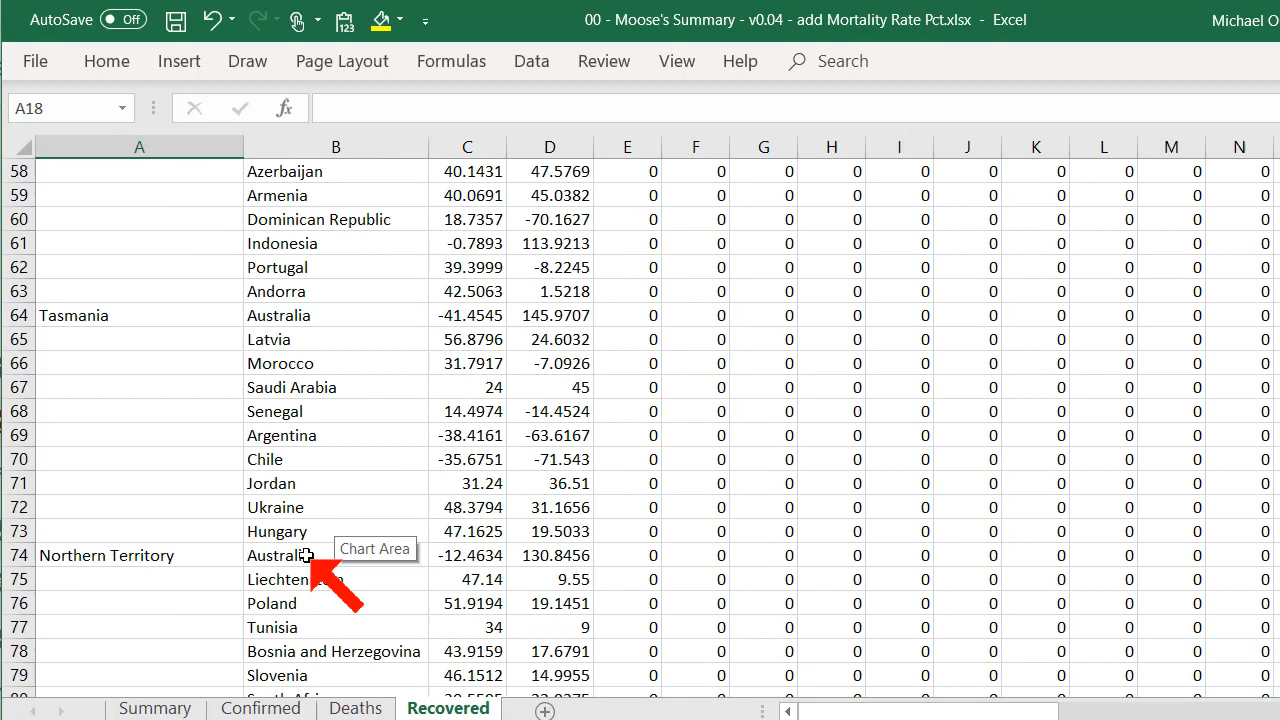 AutoSave Off 00 - Moose's Summary - v0.04 - add Mortality Rate Pct.xlsx - Excel Michael O
File Home Insert Draw Page Layout Formulas Data Review View Help Search
A18 fx
A B C D E F G H I J K L M N
58 Azerbaijan 40.1431 47.5769 0 0 0 0 0 0 0 0 0 0
59 Armenia 40.0691 45.0382 0 0 0 0 0 0 0 0 0 0
60 Dominican Republic 18.7357 -70.1627 0 0 0 0 0 0 0 0 0 0
61 Indonesia -0.7893 113.9213 0 0 0 0 0 0 0 0 0 0
62 Portugal 39.3999 -8.2245 0 0 0 0 0 0 0 0 0 0
63 Andorra 42.5063 1.5218 0 0 0 0 0 0 0 0 0 0
64 Tasmania Australia -41.4545 145.9707 0 0 0 0 0 0 0 0 0 0
65 Latvia 56.8796 24.6032 0 0 0 0 0 0 0 0 0 0
66 Morocco 31.7917 -7.0926 0 0 0 0 0 0 0 0 0 0
67 Saudi Arabia 24 45 0 0 0 0 0 0 0 0 0 0
68 Senegal 14.4974 -14.4524 0 0 0 0 0 0 0 0 0 0
69 Argentina -38.4161 -63.6167 0 0 0 0 0 0 0 0 0 0
70 Chile -35.6751 -71.543 0 0 0 0 0 0 0 0 0 0
71 Jordan 31.24 36.51 0 0 0 0 0 0 0 0 0 0
72 Ukraine 48.3794 31.1656 0 0 0 0 0 0 0 0 0 0
73 Hungary 47.1625 19.5033 0 0 0 0 0 0 0 0 0 0
Chart Area
74 Northern Territory Australia -12.4634 130.8456 0 0 0 0 0 0 0 0 0 0
75 47.14 9.55 0 0 0 0 0 0 0 0 0 0
76 Poland 51.9194 19.1451 0 0 0 0 0 0 0 0 0 0
77 Tunisia 34 9 0 0 0 0 0 0 0 0 0 0
78 Bosnia and Herzegovina 43.9159 17.6791 0 0 0 0 0 0 0 0 0 0
79 Slovenia 46.1512 14.9955 0 0 0 0 0 0 0 0 0 0
Summary Confirmed Deaths Recovered